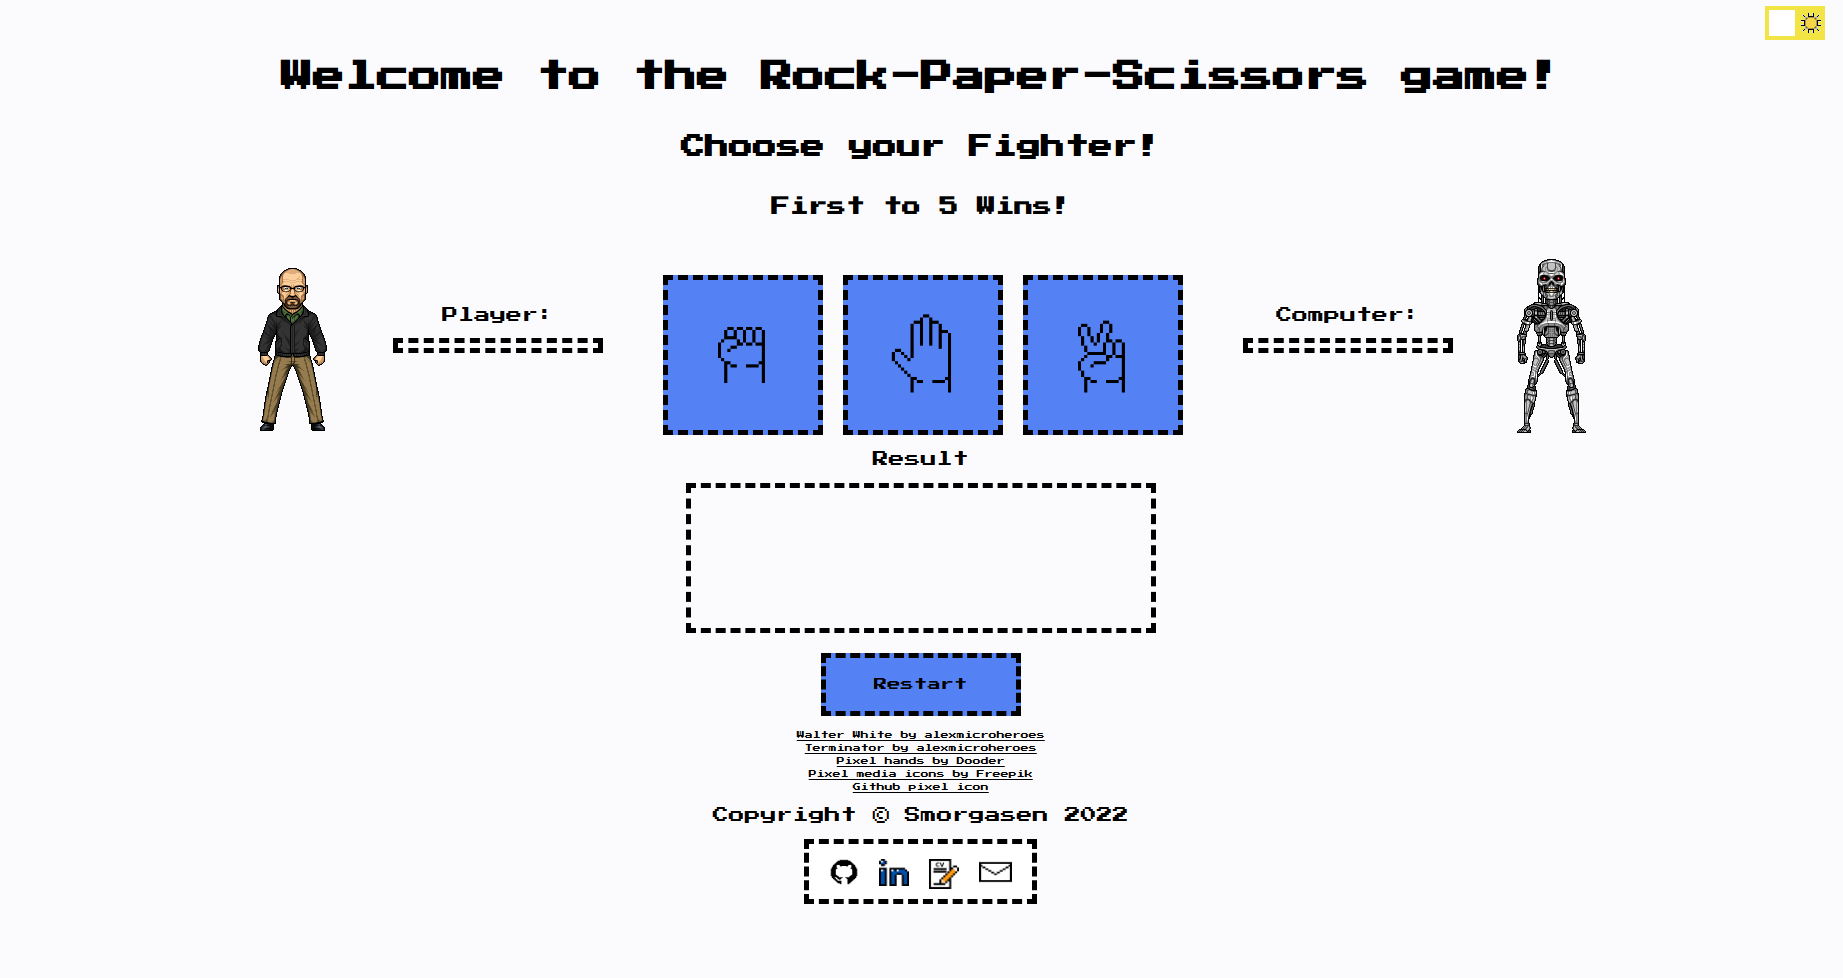 Welcome to the Rock-Paper-Scissors game!
Choose your Fighter!
First to 5 Wins!
Player:
Computer:
Result
Restart
Walter White by alexmicroheroes
Terminator by alexmicroheroes
Pixel hands by Dooder
Pixel media icons by Freepik
Github pixel icon
Copyright © Smorgasen 2022
in
CV